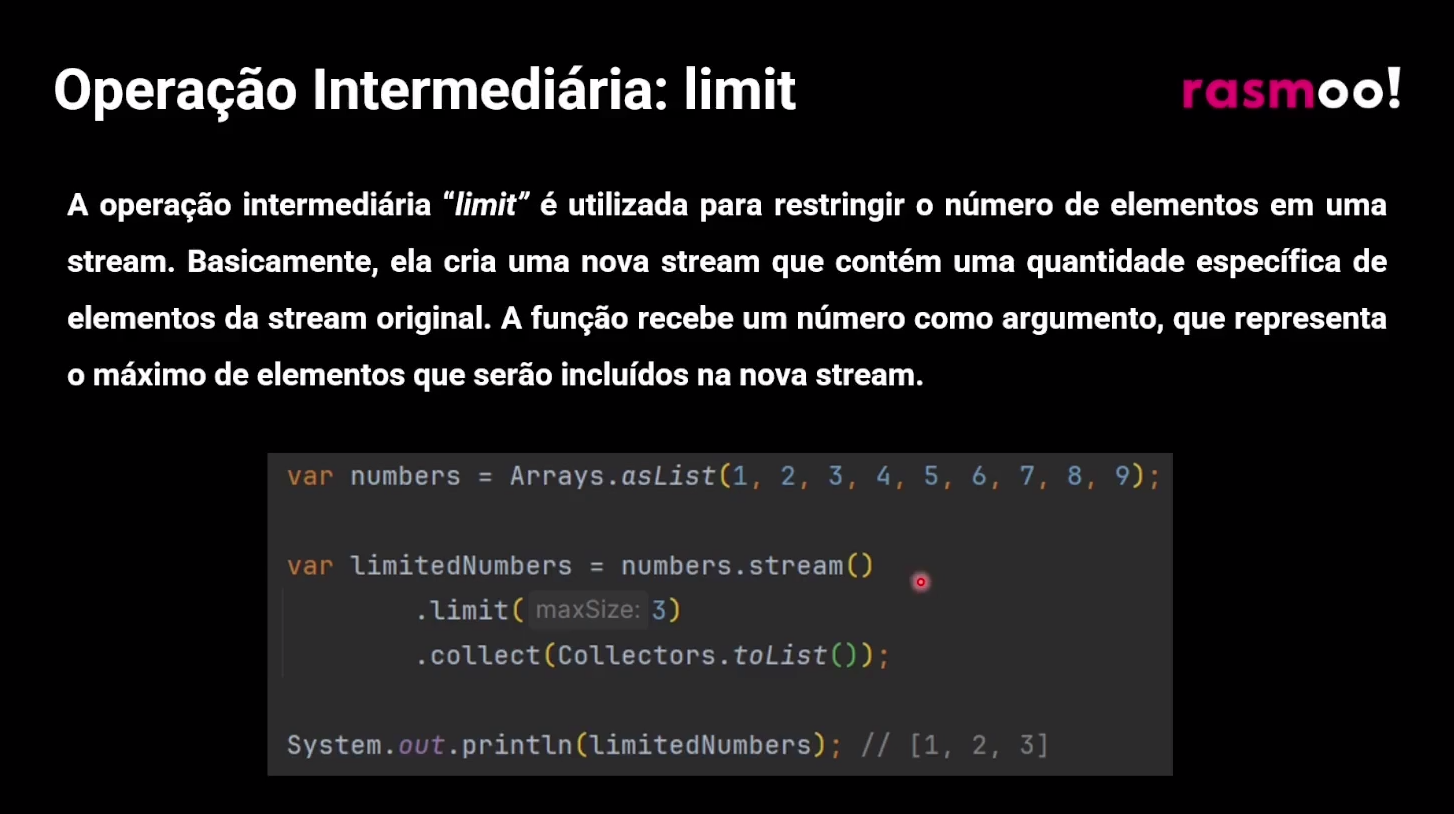 Operação Intermediária: limit
rasmoo!
A operação intermediária “limit” é utilizada para restringir o número de elementos em uma
stream. Basicamente, ela cria uma nova stream que contém uma quantidade específica de
elementos da stream original. A função recebe um número como argumento, que representa
o máximo de elementos que serão incluídos na nova stream.
var numbers = Arrays.asList(1, 2, 3, 4, 5, 6, 7, 8, 9);
var limitedNumbers = numbers.stream()
.limit( maxSize: 3)
.collect(Collectors.toList());
System.out.println(limitedNumbers); // [1, 2, 3]